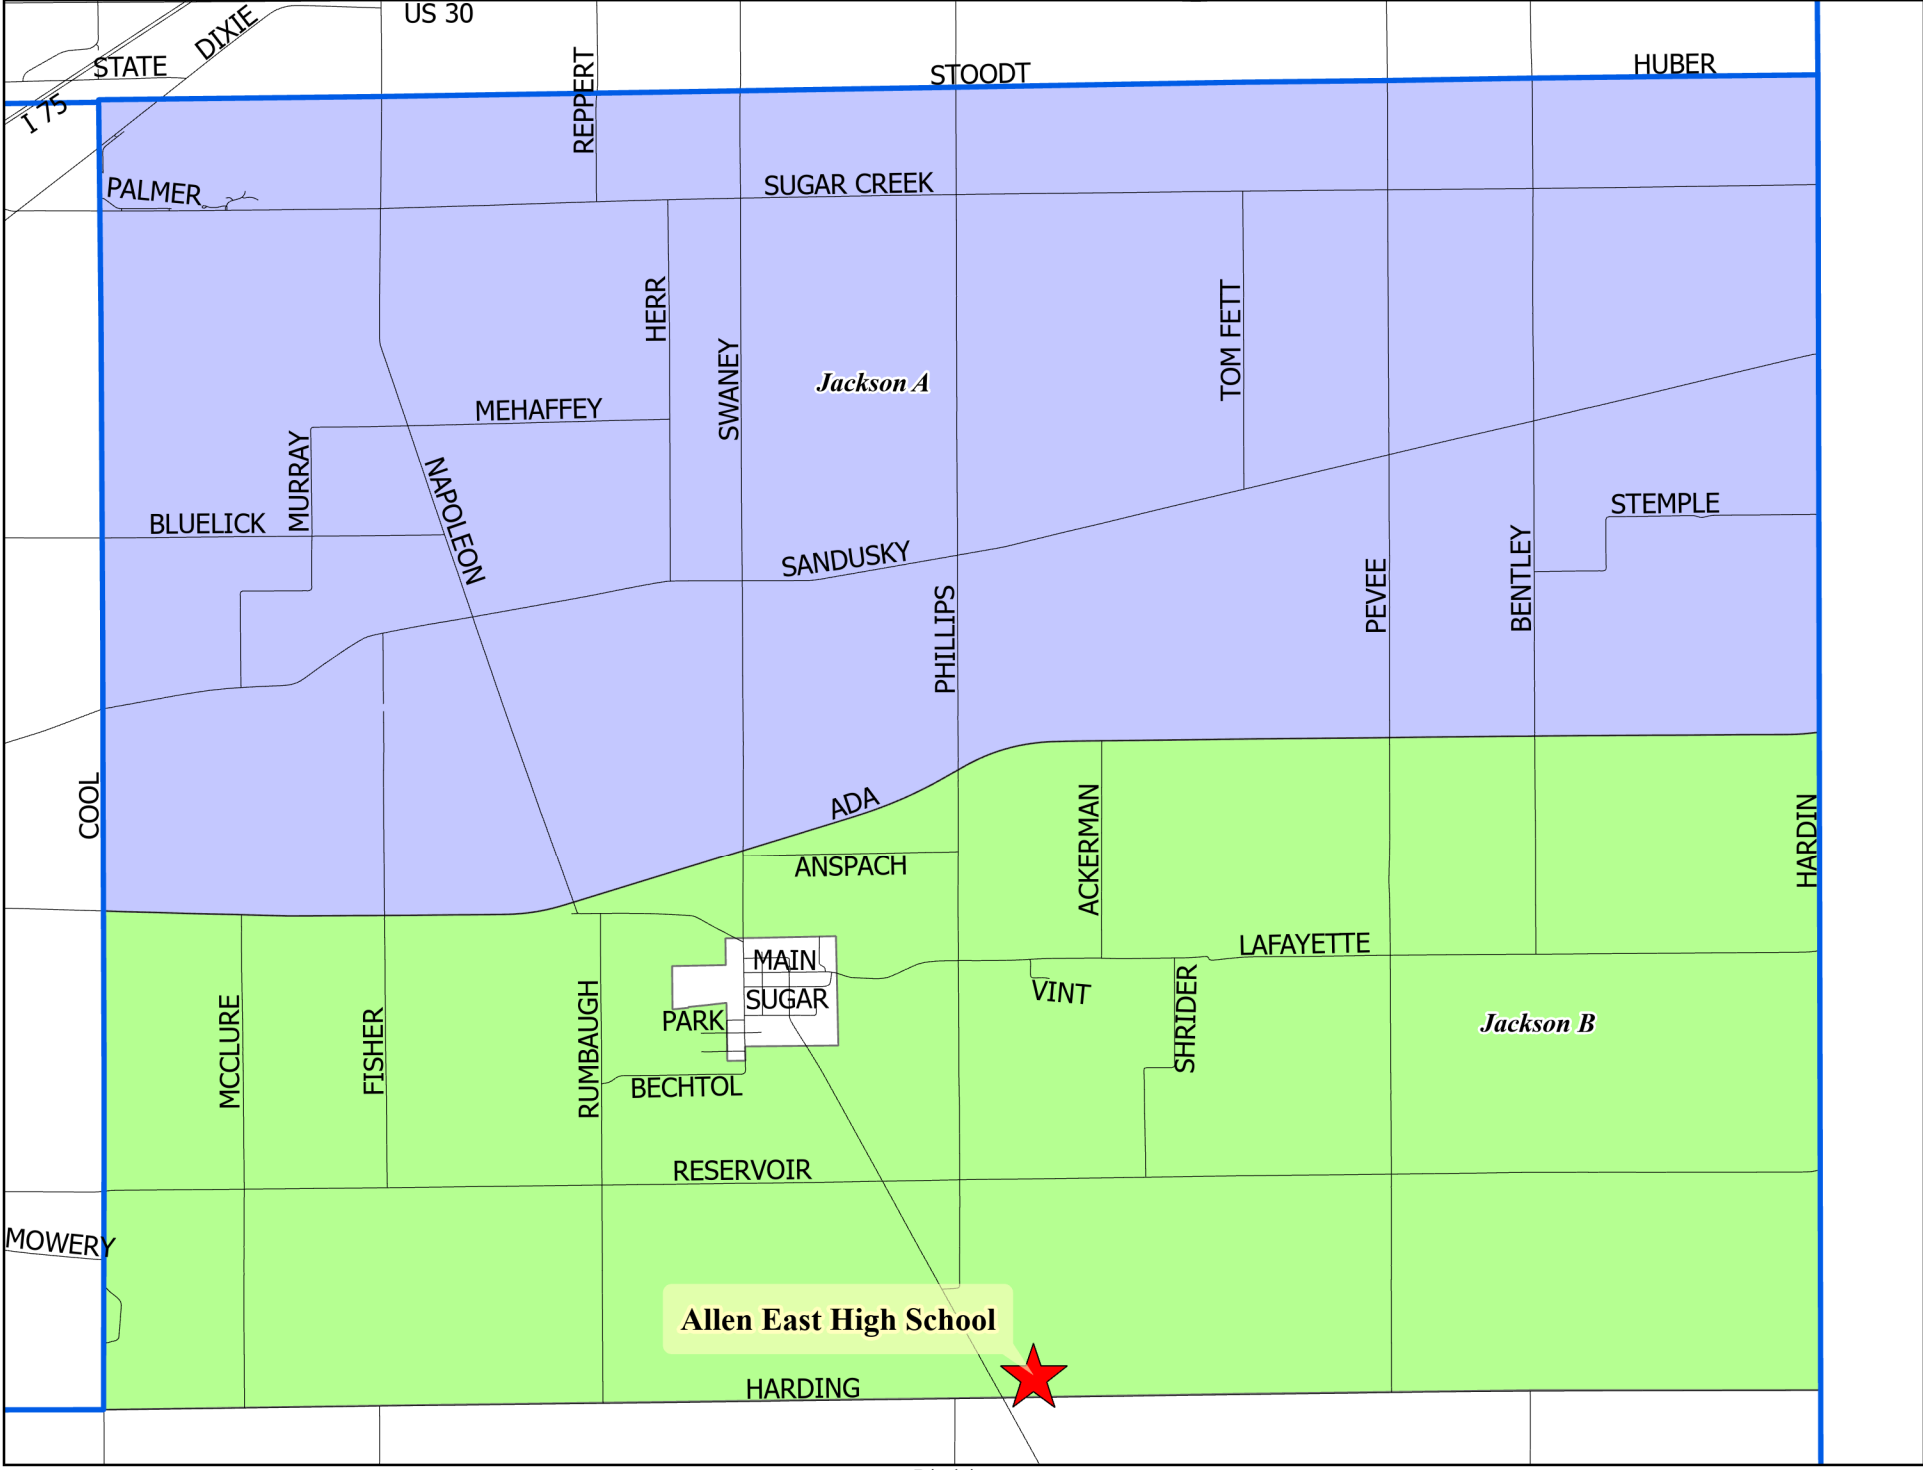 US 30
DIXIE
STATE
I 75
REPPERT
STOODT
HUBER
PALMER
SUGAR CREEK
HERR
SWANEY
TOM FETT
Jackson A
MEHAFFEY
MURRAY
NAPOLEON
BLUELICK
SANDUSKY
STEMPLE
BENTLEY
PEVEE
PHILLIPS
COOL
ADA
ANSPACH
ACKERMAN
HARDIN
LAFAYETTE
MAIN
SUGAR
PARK
VINT
SHRIDER
Jackson B
MCCLURE
FISHER
RUMBAUGH
BECHTOL
RESERVOIR
MOWERY
Allen East High School
HARDING